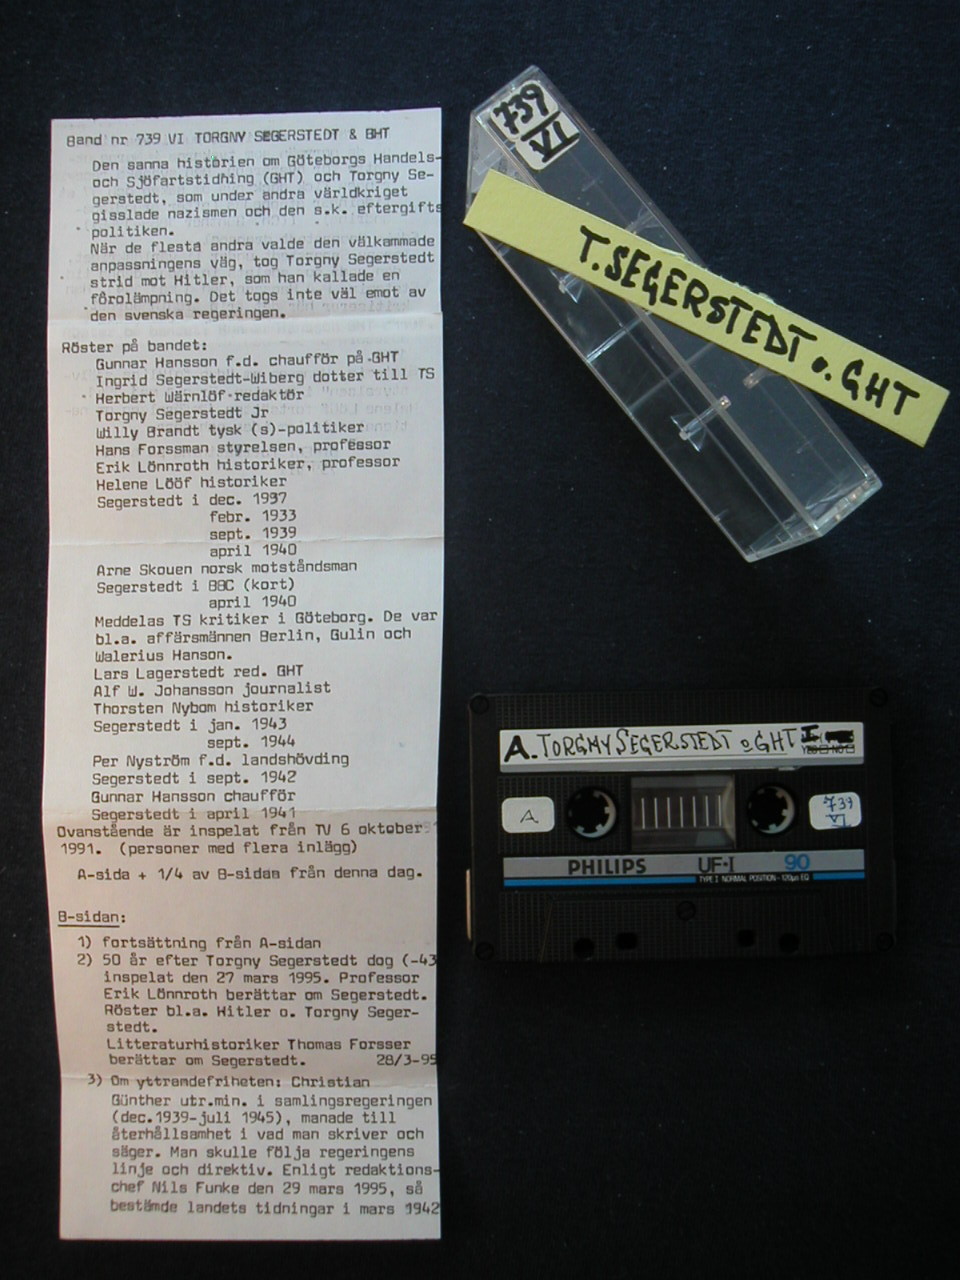 Band nr 739 VI TORGNY SEGERSTEDT & GHT
Den sanna historien om Göteborgs Handels-
och Sjöfartstidhing (GHT) och Torgny Se-
gerstedt, som under andra världkriget
gisslade nazismen och den s.k. eftergifts
politiken.
När de flesta andra valde den välkammade
anpassningens väg, tog Torgny Segerstedt
strid mot Hitler, som han kallade en
förolämpning. Det togs inte väl emot av
den svenska regeringen.
Röster på bandet:
Gunnar Hansson f.d. chaufför på GHT
Ingrid Segerstedt-Wiberg dotter till TS
Herbert Wärnlöf redaktör
Torgny Segerstedt Jr
Willy Brandt tysk (s)-politiker
Hans Forssman styrelsen, professor
Erik Lönnroth historiker, professor
Helene Lööf historiker
Segerstedt i dec. 1937
febr. 1933
sept. 1939
april 1940
Arne Skouen norsk motståndsman
Segerstedt i BBC (kort)
april 1940
Meddelas TS kritiker i Göteborg. De var
bl.a. affärsmännen Berlin, Gulin och
Walerius Hanson.
Lars Lagerstedt red. GHT
Alf W. Johansson journalist
Thorsten Nybom historiker
Segerstedt i jan. 1943
sept. 1944
Per Nyström f.d. landshövding
Segerstedt i sept. 1942
Gunnar Hansson chaufför
Segerstedt i april 1941
Ovanstående är inspelat från TV 6 oktober
1991. (personer med flera inlägg)
A-sida + 1/4 av B-sidan från denna dag.
B-sidan:
1) fortsättning från A-sidan
2) 50 år efter Torgny Segerstedt dog (-43
inspelat den 27 mars 1995. Professor
Erik Lönnroth berättar om Segerstedt.
Röster bl.a. Hitler o. Torgny Seger-
stedt.
Litteraturhistoriker Thomas Forsser
berättar om Segerstedt. 28/3-95
3) Om yttrandefriheten: Christian
Günther utr.min. i samlingsregeringen
(dec.1939-juli 1945), manade till
återhållsamhet i vad man skriver och
säger. Man skulle följa regeringens
linje och direktiv. Enligt redaktions-
chef Nils Funke den 29 mars 1995, så
bestämde landets tidningar i mars 1942
739
VI
T.SEGERSTEDT o. GHT
A. TORGNY SEGERSTEDT o GHT I
A
739
VI
PHILIPS UF·I 90
TYPE I NORMAL POSITION - 120µs EQ